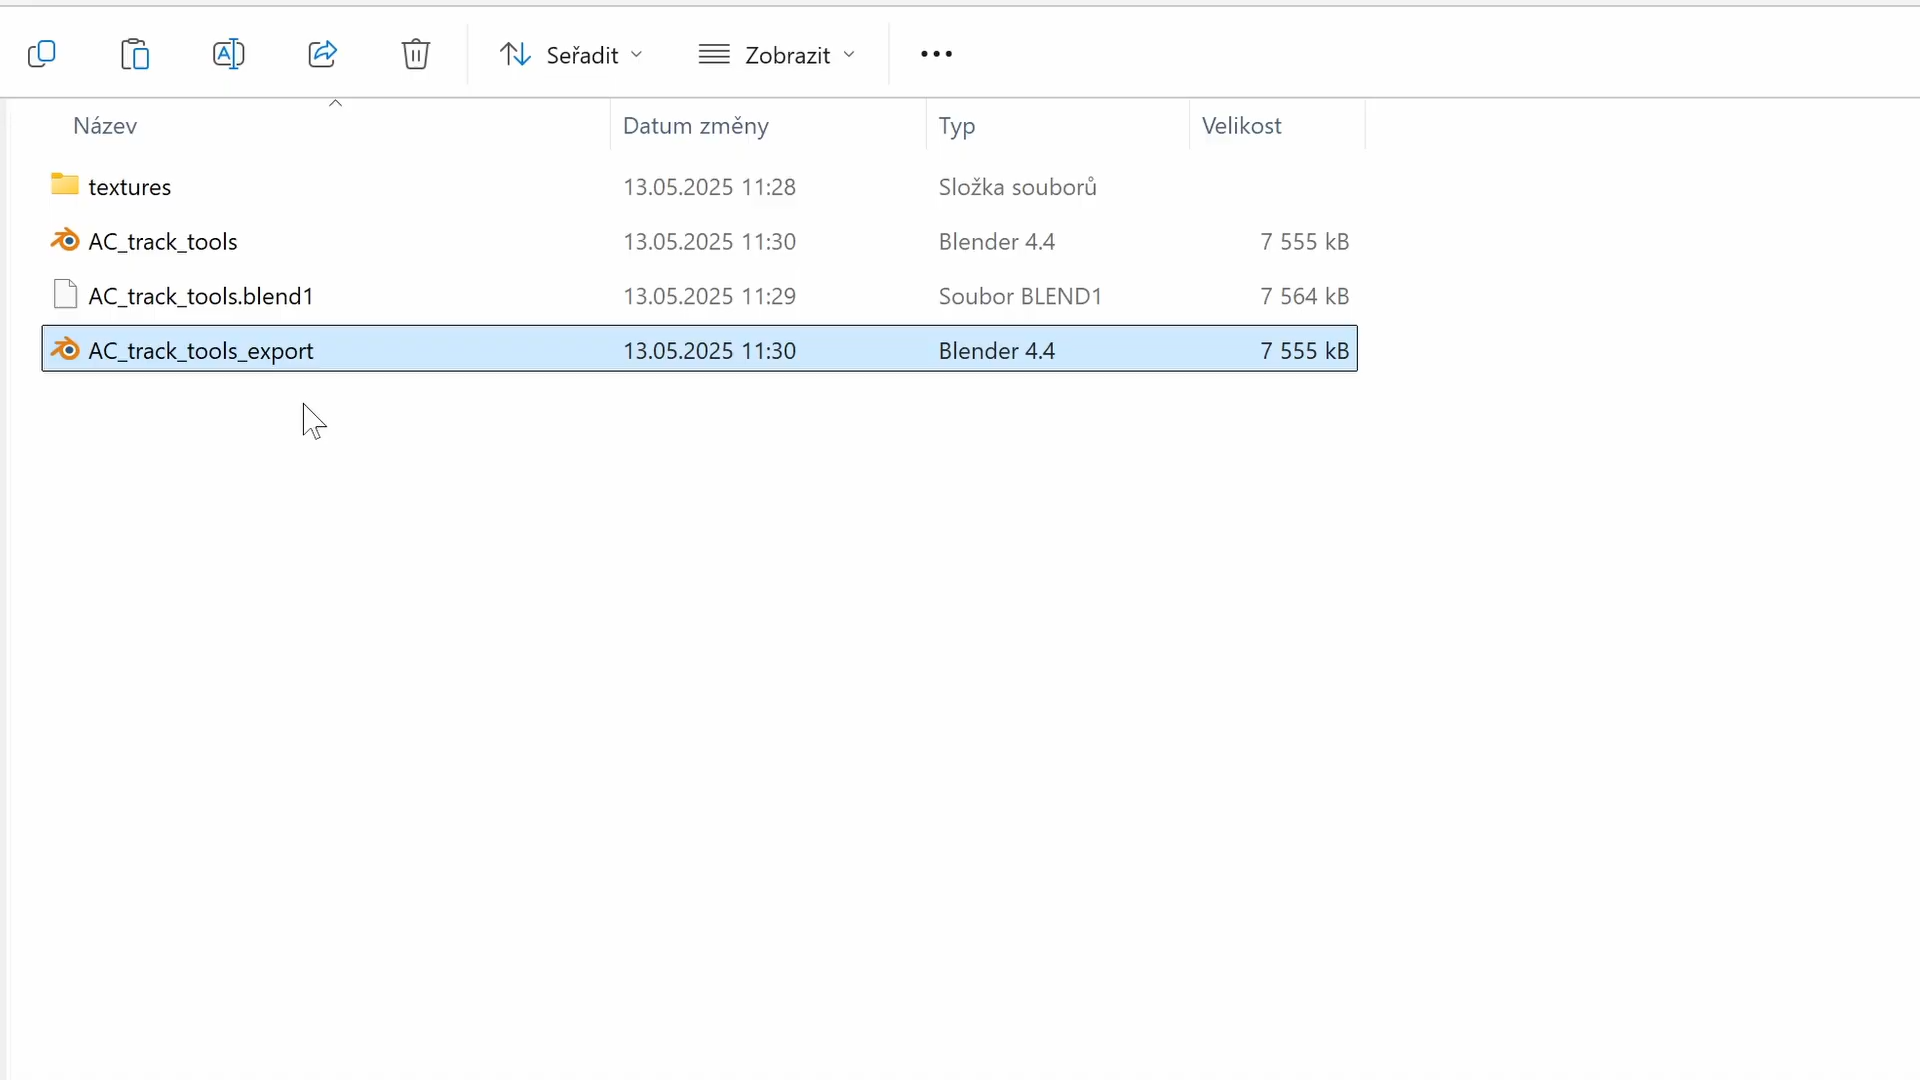 Seřadit Zobrazit
Název Datum změny Typ Velikost
textures 13.05.2025 11:28 Složka souborů
AC_track_tools 13.05.2025 11:30 Blender 4.4 7 555 kB
AC_track_tools.blend1 13.05.2025 11:29 Soubor BLEND1 7 564 kB
AC_track_tools_export 13.05.2025 11:30 Blender 4.4 7 555 kB